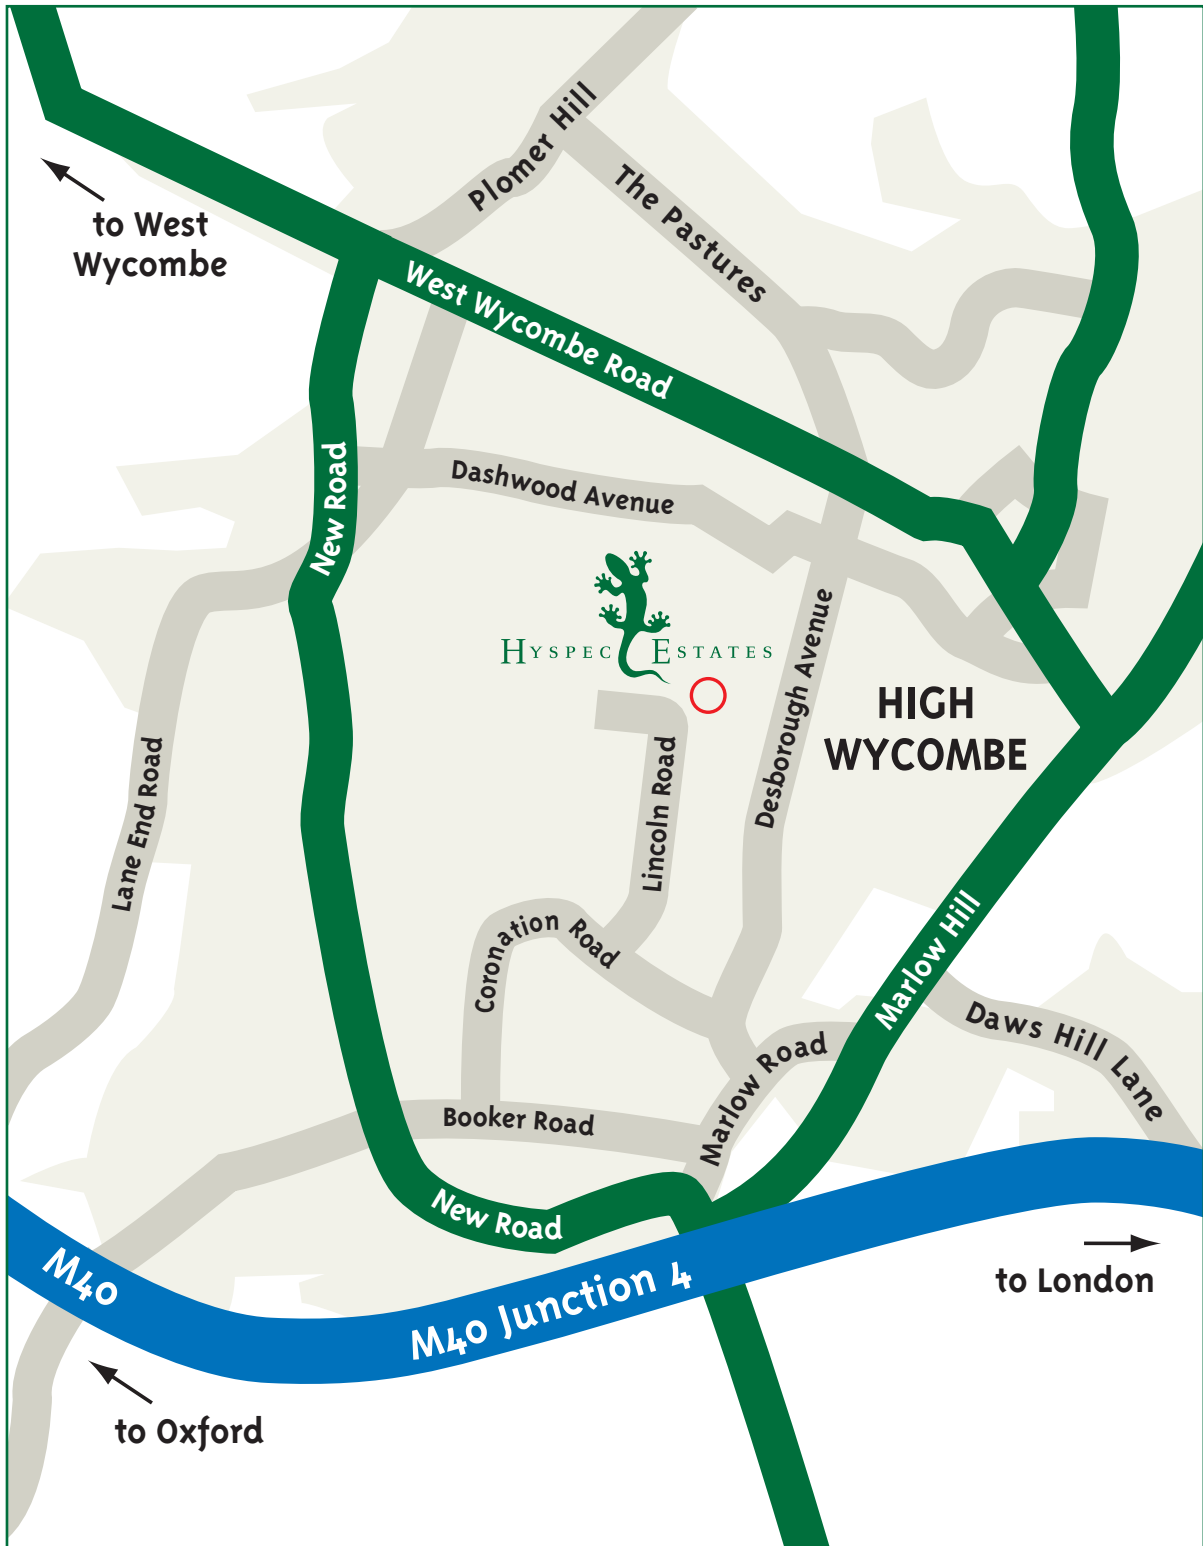 Plomer Hill
The Pastures
to West
Wycombe
West Wycombe Road
New Road
Dashwood Avenue
HYSPEC ESTATES
Desborough Avenue
HIGH
WYCOMBE
Lane End Road
Lincoln Road
Coronation Road
Marlow Hill
Daws Hill Lane
Marlow Road
Booker Road
New Road
M40
M40 Junction 4
to London
to Oxford